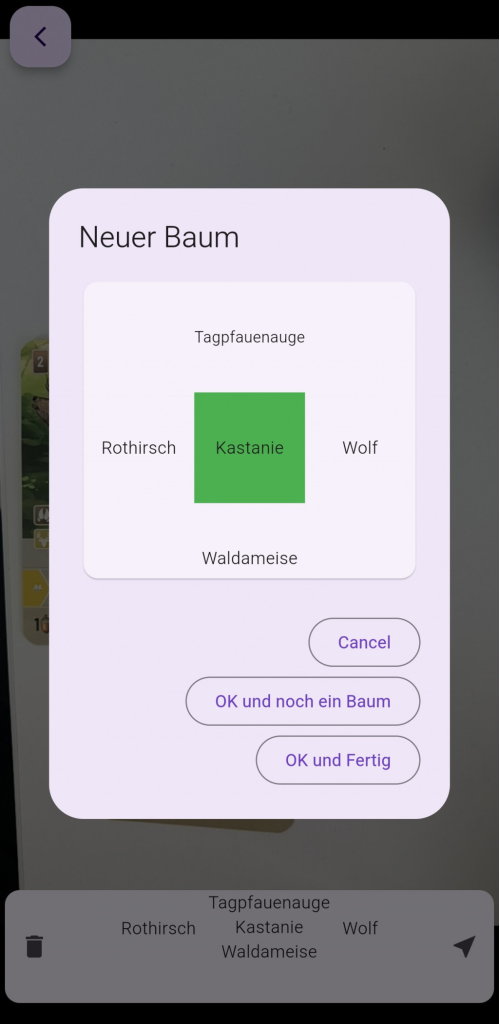 Neuer Baum
2
Tagpfauenauge
Rothirsch Kastanie Wolf
Waldameise
Cancel
OK und noch ein Baum
OK und Fertig
Tagpfauenauge
Rothirsch Kastanie Wolf
Waldameise